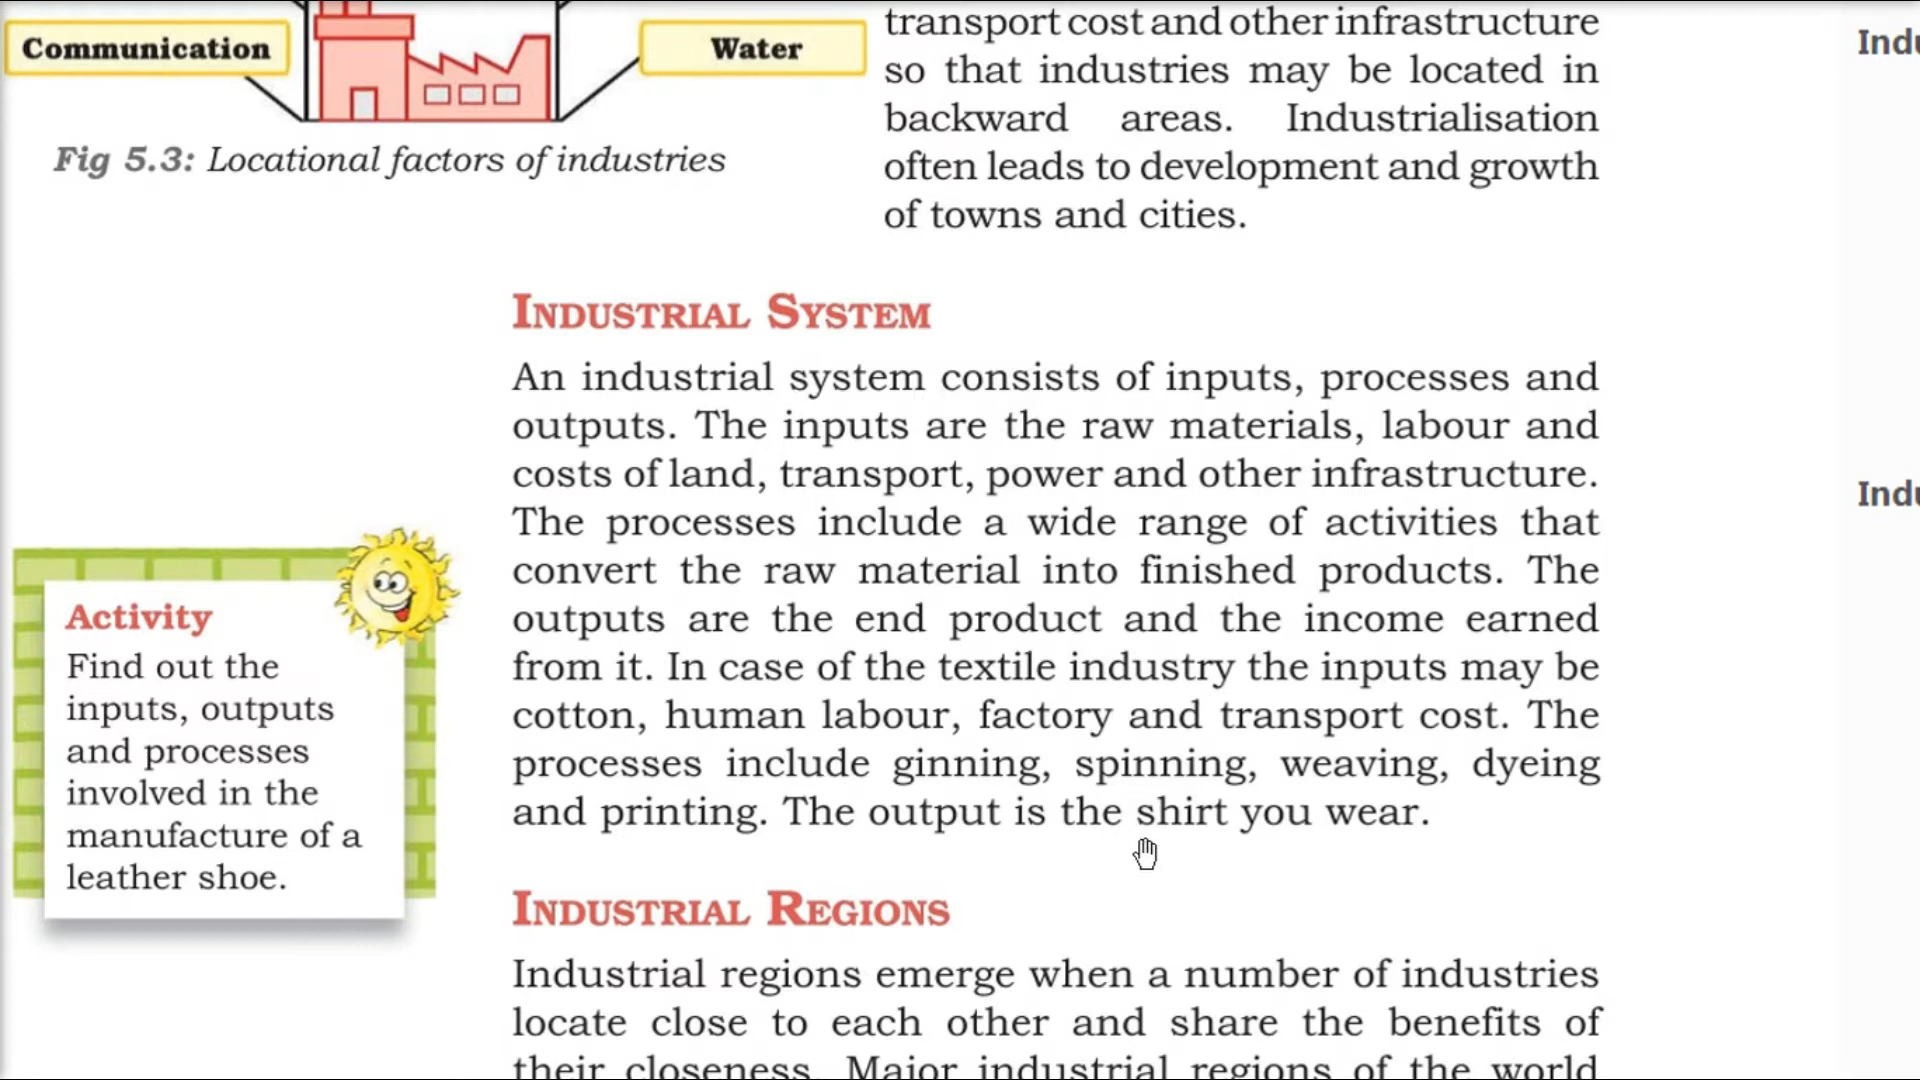 Communication
Water
Fig 5.3: Locational factors of industries
transport cost and other infrastructure
so that industries may be located in
backward areas. Industrialisation
often leads to development and growth
of towns and cities.
INDUSTRIAL SYSTEM
An industrial system consists of inputs, processes and
outputs. The inputs are the raw materials, labour and
costs of land, transport, power and other infrastructure.
The processes include a wide range of activities that
convert the raw material into finished products. The
outputs are the end product and the income earned
from it. In case of the textile industry the inputs may be
cotton, human labour, factory and transport cost. The
processes include ginning, spinning, weaving, dyeing
and printing. The output is the shirt you wear.
Activity
Find out the
inputs, outputs
and processes
involved in the
manufacture of a
leather shoe.
INDUSTRIAL REGIONS
Industrial regions emerge when a number of industries
locate close to each other and share the benefits of
their closeness. Major industrial regions of the world